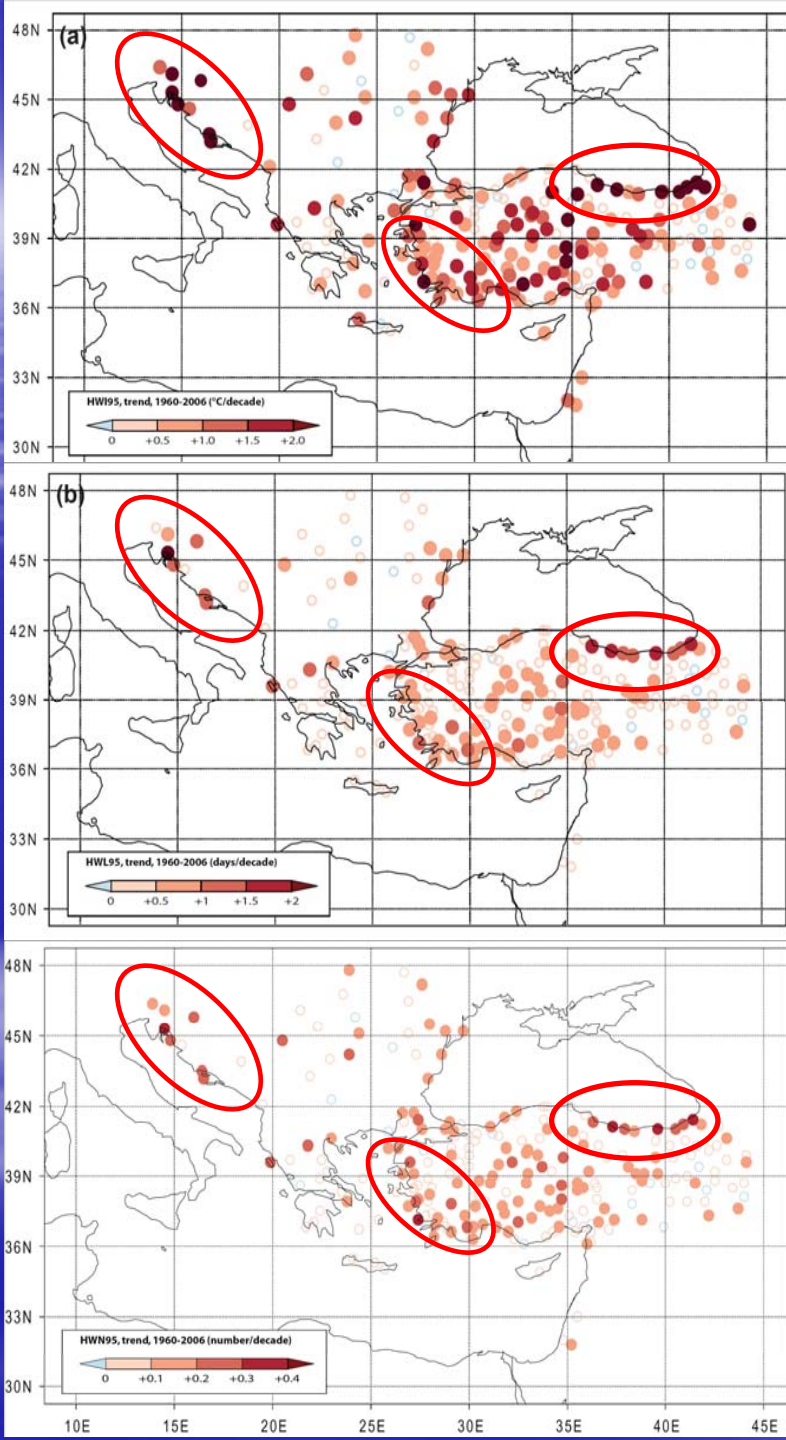 (a)
48N
45N
42N
39N
36N
33N
30N
HWI95, trend, 1960-2006 (°C/decade)
0 +0.5 +1.0 +1.5 +2.0
(b)
48N
45N
42N
39N
36N
33N
30N
HWL95, trend, 1960-2006 (days/decade)
0 +0.5 +1 +1.5 +2
48N
45N
42N
39N
36N
33N
30N
HWN95, trend, 1960-2006 (number/decade)
0 +0.1 +0.2 +0.3 +0.4
10E 15E 20E 25E 30E 35E 40E 45E